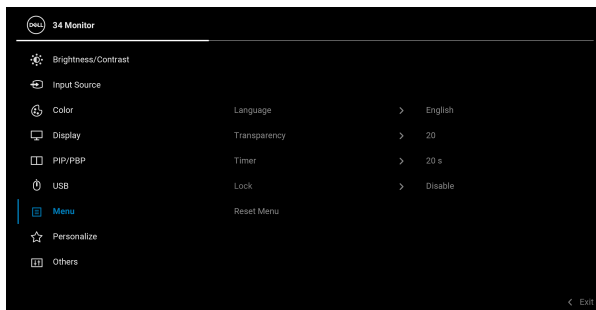 DELL 34 Monitor
Brightness/Contrast
Input Source
Color Language English
Display Transparency 20
PIP/PBP Timer 20 s
USB Lock Disable
Menu Reset Menu
Personalize
Others
Exit